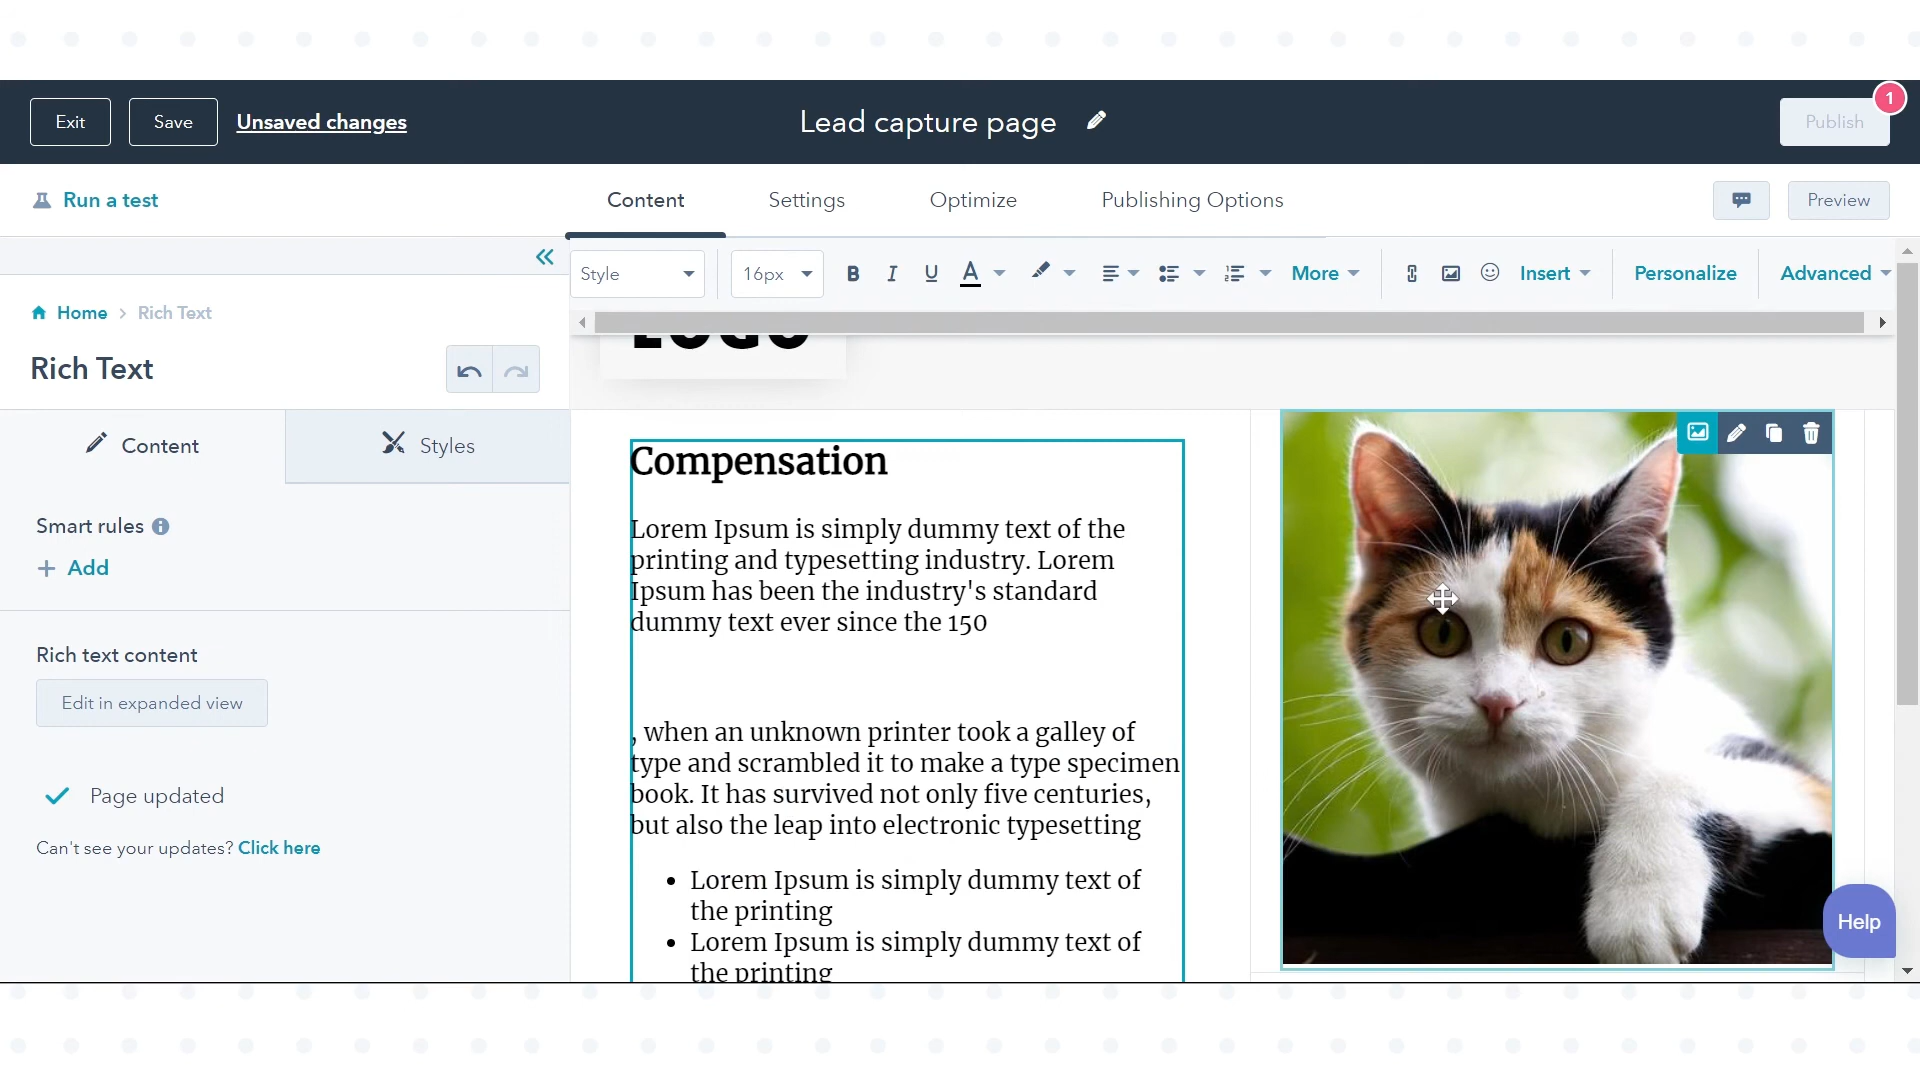 Exit
Save
Unsaved changes
Lead capture page
1
Publish
Run a test
Content
Settings
Optimize
Publishing Options
Preview
Style
16px
B
I
U
A
More
Insert
Personalize
Advanced
Home > Rich Text
Rich Text
Content
Styles
Smart rules
+ Add
Rich text content
Edit in expanded view
Page updated
Can't see your updates? Click here
LOGO
Compensation
Lorem Ipsum is simply dummy text of the
printing and typesetting industry. Lorem
Ipsum has been the industry's standard
dummy text ever since the 150
, when an unknown printer took a galley of
type and scrambled it to make a type specimen
book. It has survived not only five centuries,
but also the leap into electronic typesetting
• Lorem Ipsum is simply dummy text of
the printing
• Lorem Ipsum is simply dummy text of
the printing
Help